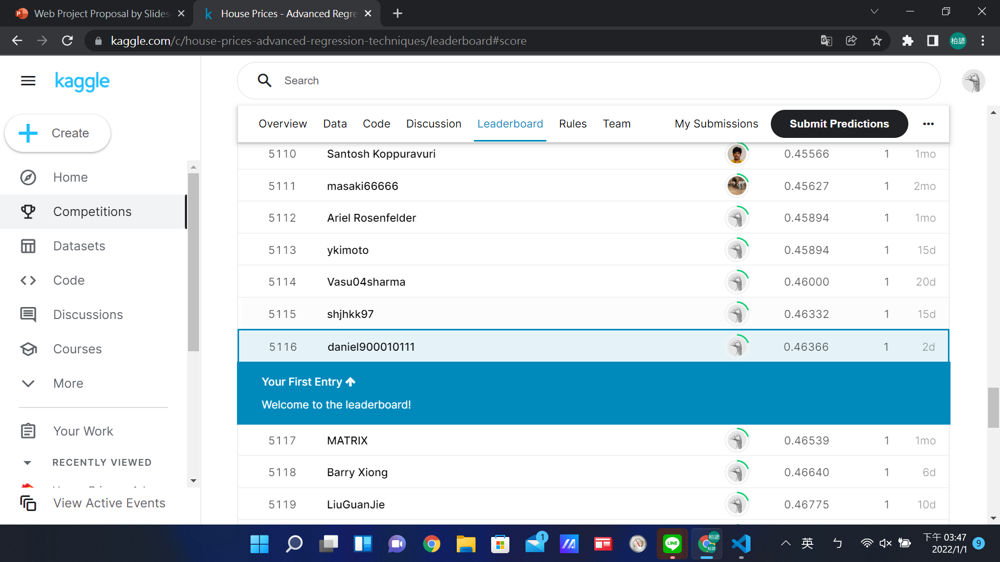 Web Project Proposal by Slides
House Prices - Advanced Regre
kaggle.com/c/house-prices-advanced-regression-techniques/leaderboard#score
柏諺
kaggle
Search
Create
Home
Competitions
Datasets
Code
Discussions
Courses
More
Your Work
RECENTLY VIEWED
View Active Events
Overview Data Code Discussion Leaderboard Rules Team My Submissions Submit Predictions
5110 Santosh Koppuravuri 0.45566 1 1mo
5111 masaki66666 0.45627 1 2mo
5112 Ariel Rosenfelder 0.45894 1 1mo
5113 ykimoto 0.45894 1 15d
5114 Vasu04sharma 0.46000 1 20d
5115 shjhkk97 0.46332 1 15d
5116 daniel900010111 0.46366 1 2d
Your First Entry
Welcome to the leaderboard!
5117 MATRIX 0.46539 1 1mo
5118 Barry Xiong 0.46640 1 6d
5119 LiuGuanJie 0.46775 1 10d
1
LINE
柏諺
英
ㄅ
下午 03:47
2022/1/1
9